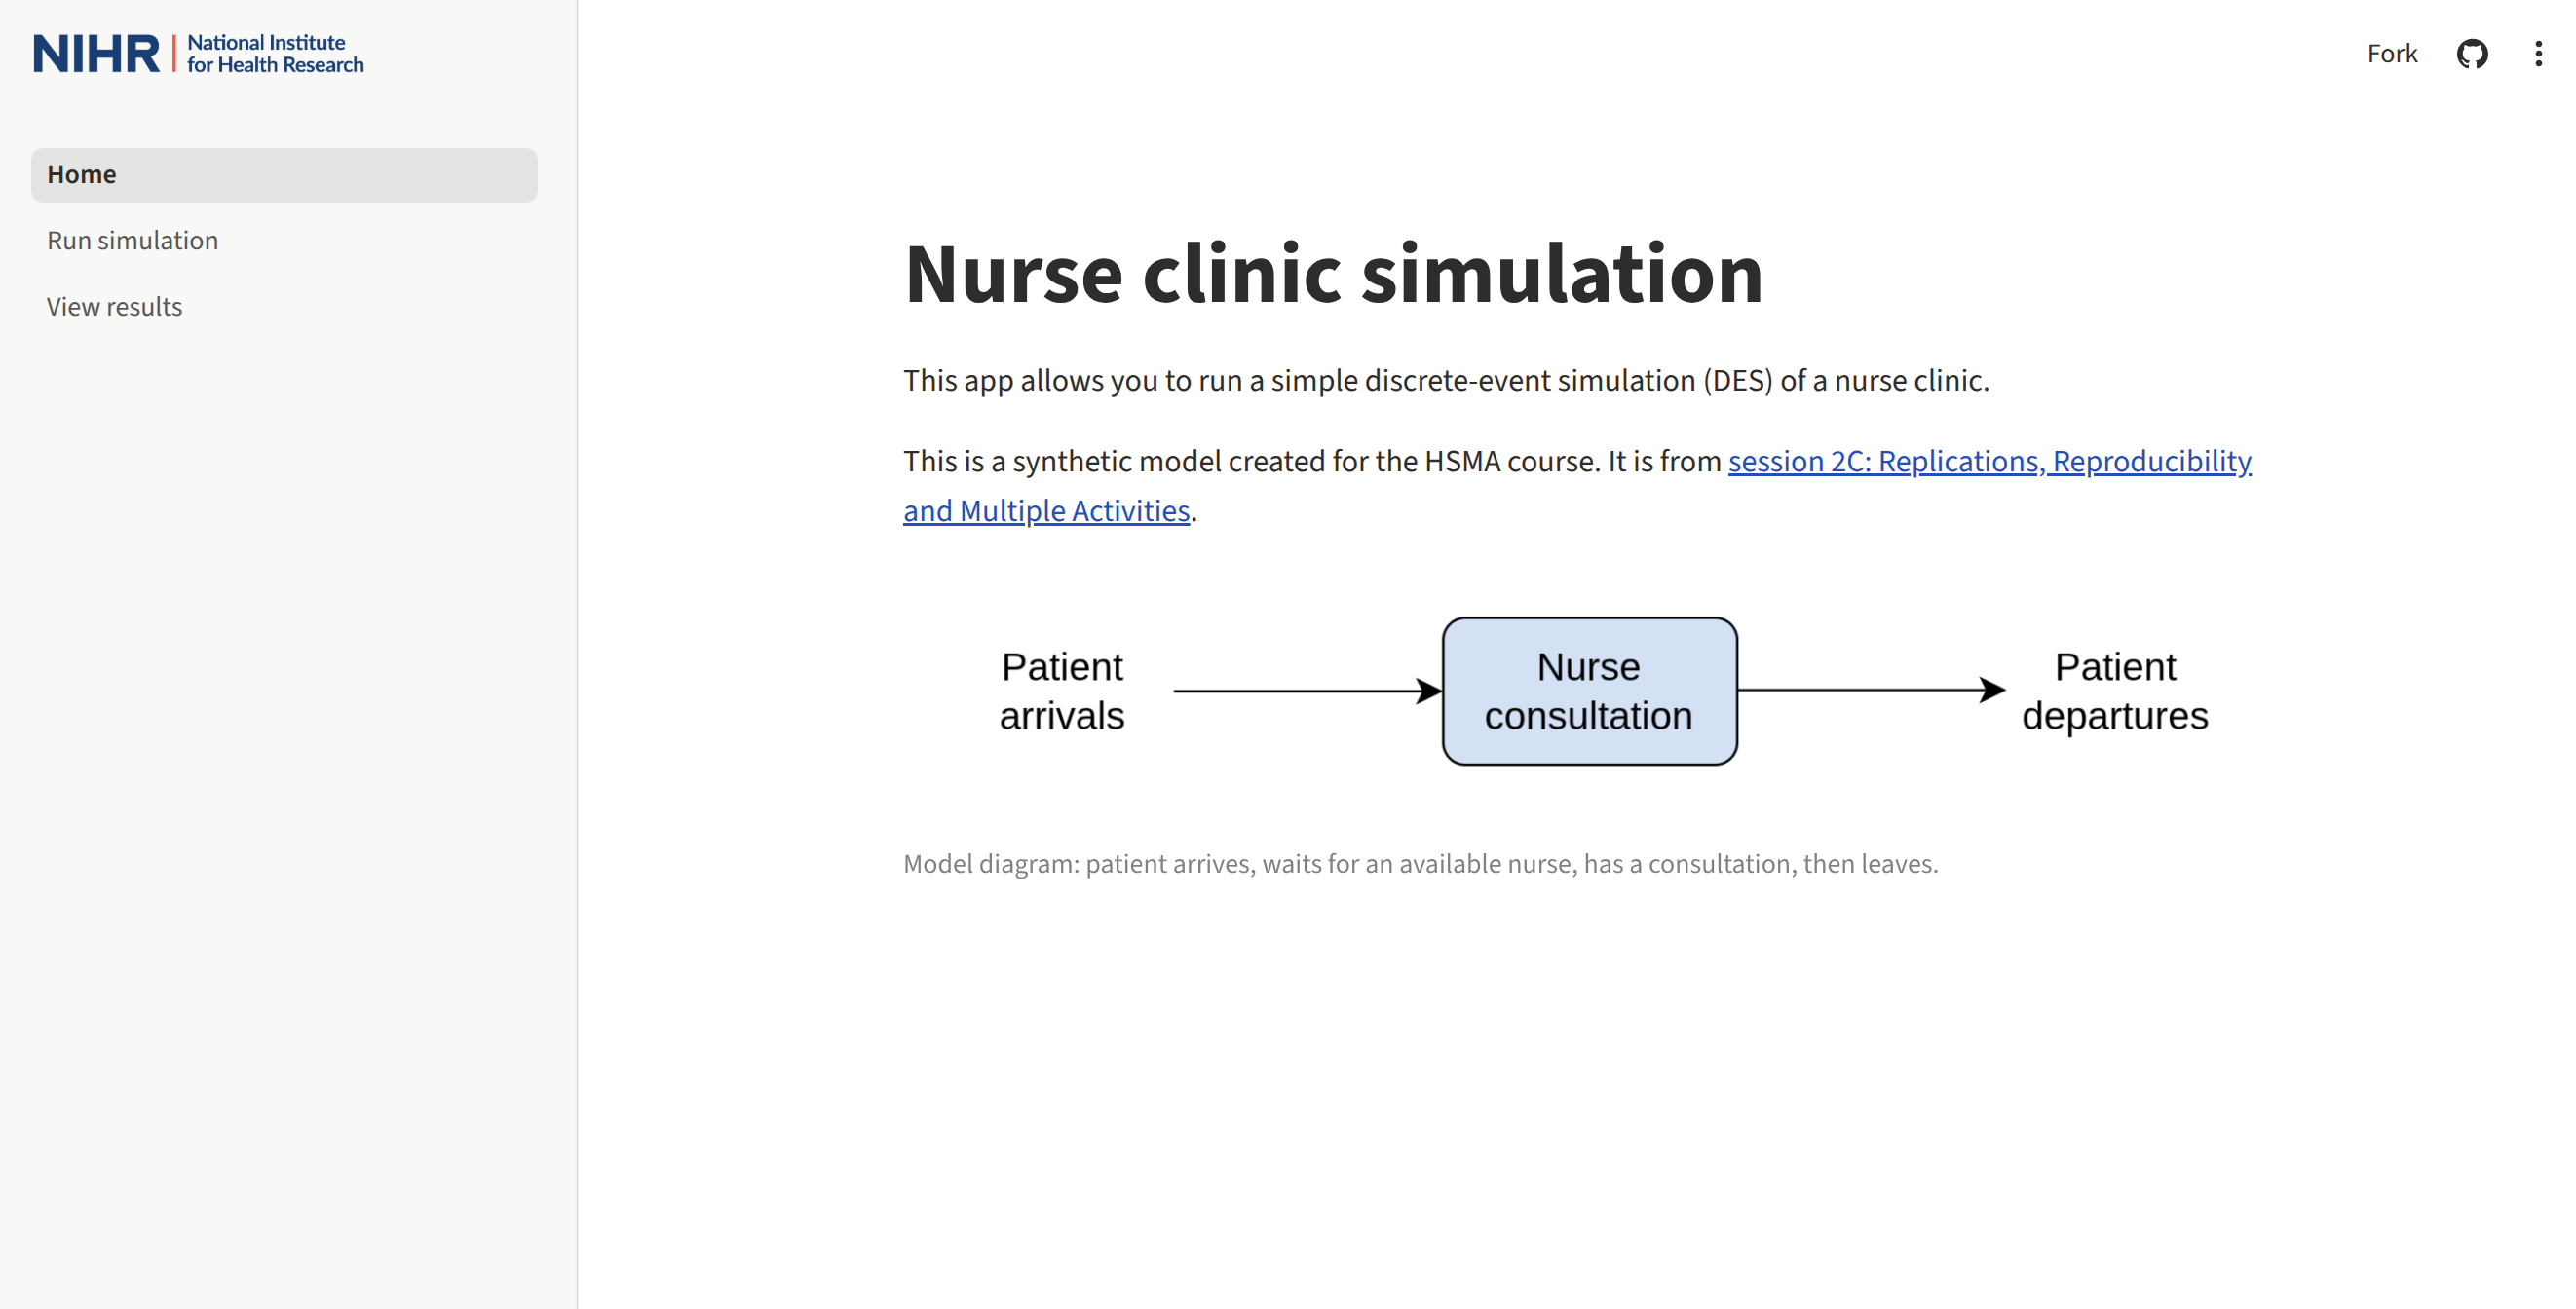 NIHR | National Institute
for Health Research
Fork
Home
Run simulation
View results
Nurse clinic simulation
This app allows you to run a simple discrete-event simulation (DES) of a nurse clinic.
This is a synthetic model created for the HSMA course. It is from session 2C: Replications, Reproducibility
and Multiple Activities.
Patient
arrivals
Nurse
consultation
Patient
departures
Model diagram: patient arrives, waits for an available nurse, has a consultation, then leaves.